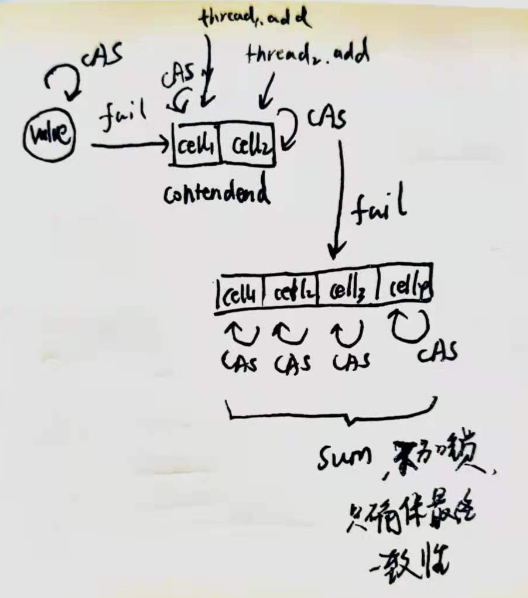 thread1.add
CAS
thread2.add
CAS
fail
value
cell1 cell2
CAS
contendend
fail
cell1 cell2 cell3 cell4
CAS CAS CAS CAS
sum,不加锁,
只确保最终
一致性